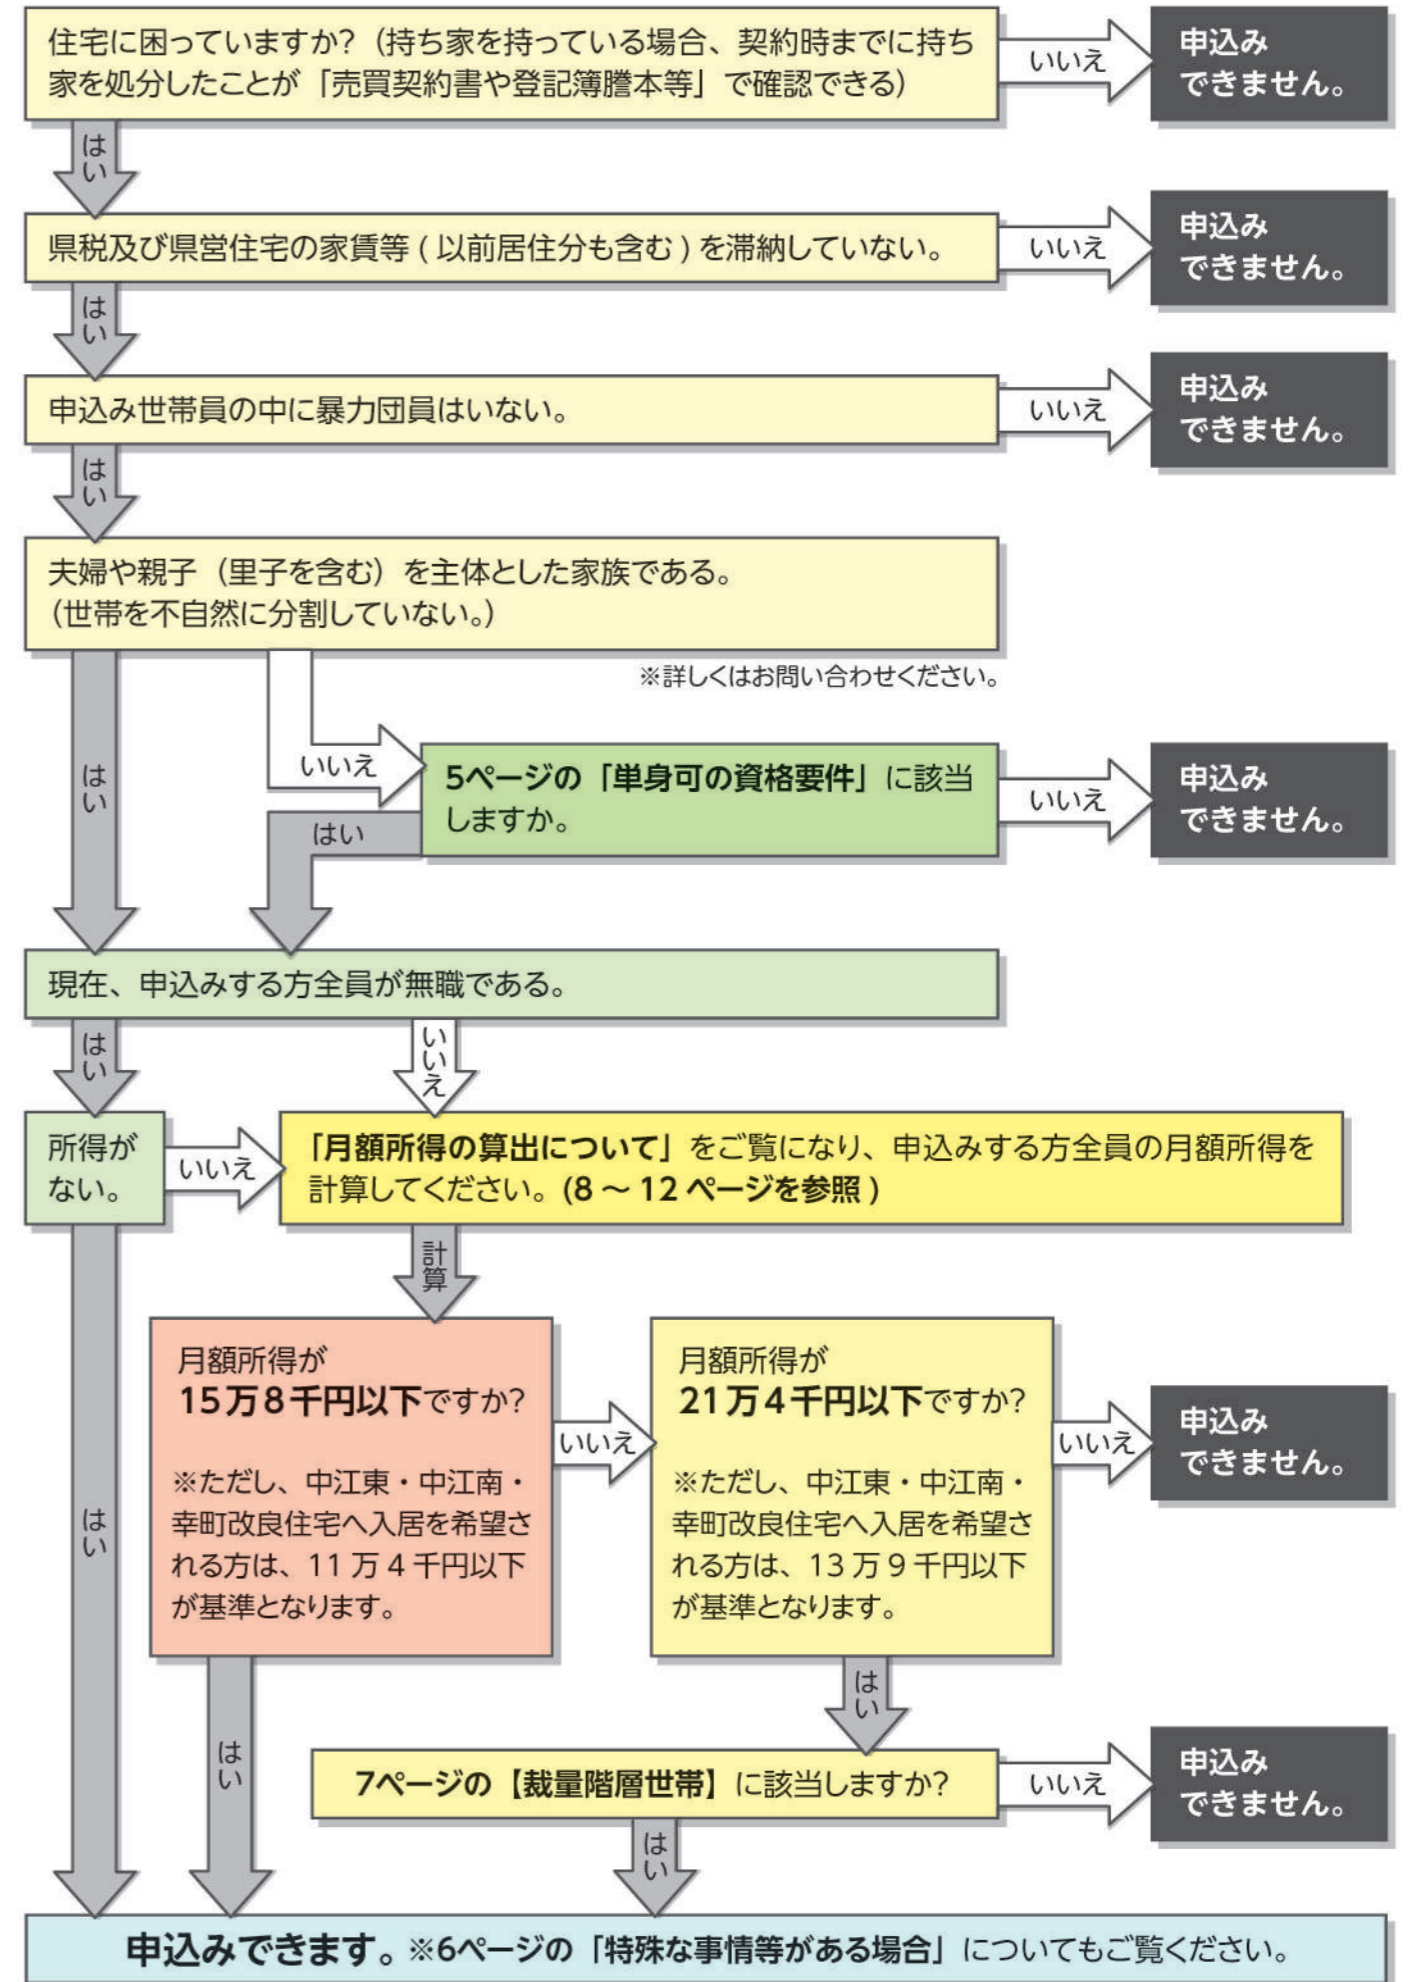 住宅に困っていますか?（持ち家を持っている場合、契約時までに持ち
家を処分したことが「売買契約書や登記簿謄本等」で確認できる）
いいえ
申込み
できません。
はい
県税及び県営住宅の家賃等 ( 以前居住分も含む ) を滞納していない。
いいえ
申込み
できません。
はい
申込み世帯員の中に暴力団員はいない。
いいえ
申込み
できません。
はい
夫婦や親子（里子を含む）を主体とした家族である。
（世帯を不自然に分割していない。）
※詳しくはお問い合わせください。
はい
いいえ
5ページの「単身可の資格要件」に該当
しますか。
いいえ
申込み
できません。
はい
現在、申込みする方全員が無職である。
はい
いいえ
所得が
ない。
いいえ
「月額所得の算出について」をご覧になり、申込みする方全員の月額所得を
計算してください。(8 ～ 12 ページを参照 )
計算
月額所得が
15万8千円以下ですか?
※ただし、中江東・中江南・
幸町改良住宅へ入居を希望さ
れる方は、11 万 4 千円以下
が基準となります。
いいえ
月額所得が
21万4千円以下ですか?
※ただし、中江東・中江南・
幸町改良住宅へ入居を希望さ
れる方は、13 万 9 千円以下
が基準となります。
いいえ
申込み
できません。
はい
はい
はい
7ページの【裁量階層世帯】に該当しますか?
いいえ
申込み
できません。
はい
申込みできます。※6ページの「特殊な事情等がある場合」についてもご覧ください。